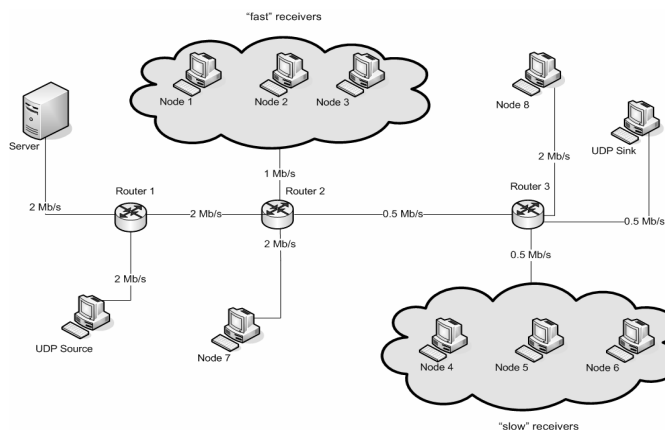 "fast" receivers
Node 1
Node 2
Node 3
Node 8
Server
UDP Sink
1 Mb/s
2 Mb/s
Router 1
Router 2
Router 3
2 Mb/s
2 Mb/s
0.5 Mb/s
0.5 Mb/s
2 Mb/s
2 Mb/s
0.5 Mb/s
UDP Source
Node 7
Node 4
Node 5
Node 6
"slow" receivers